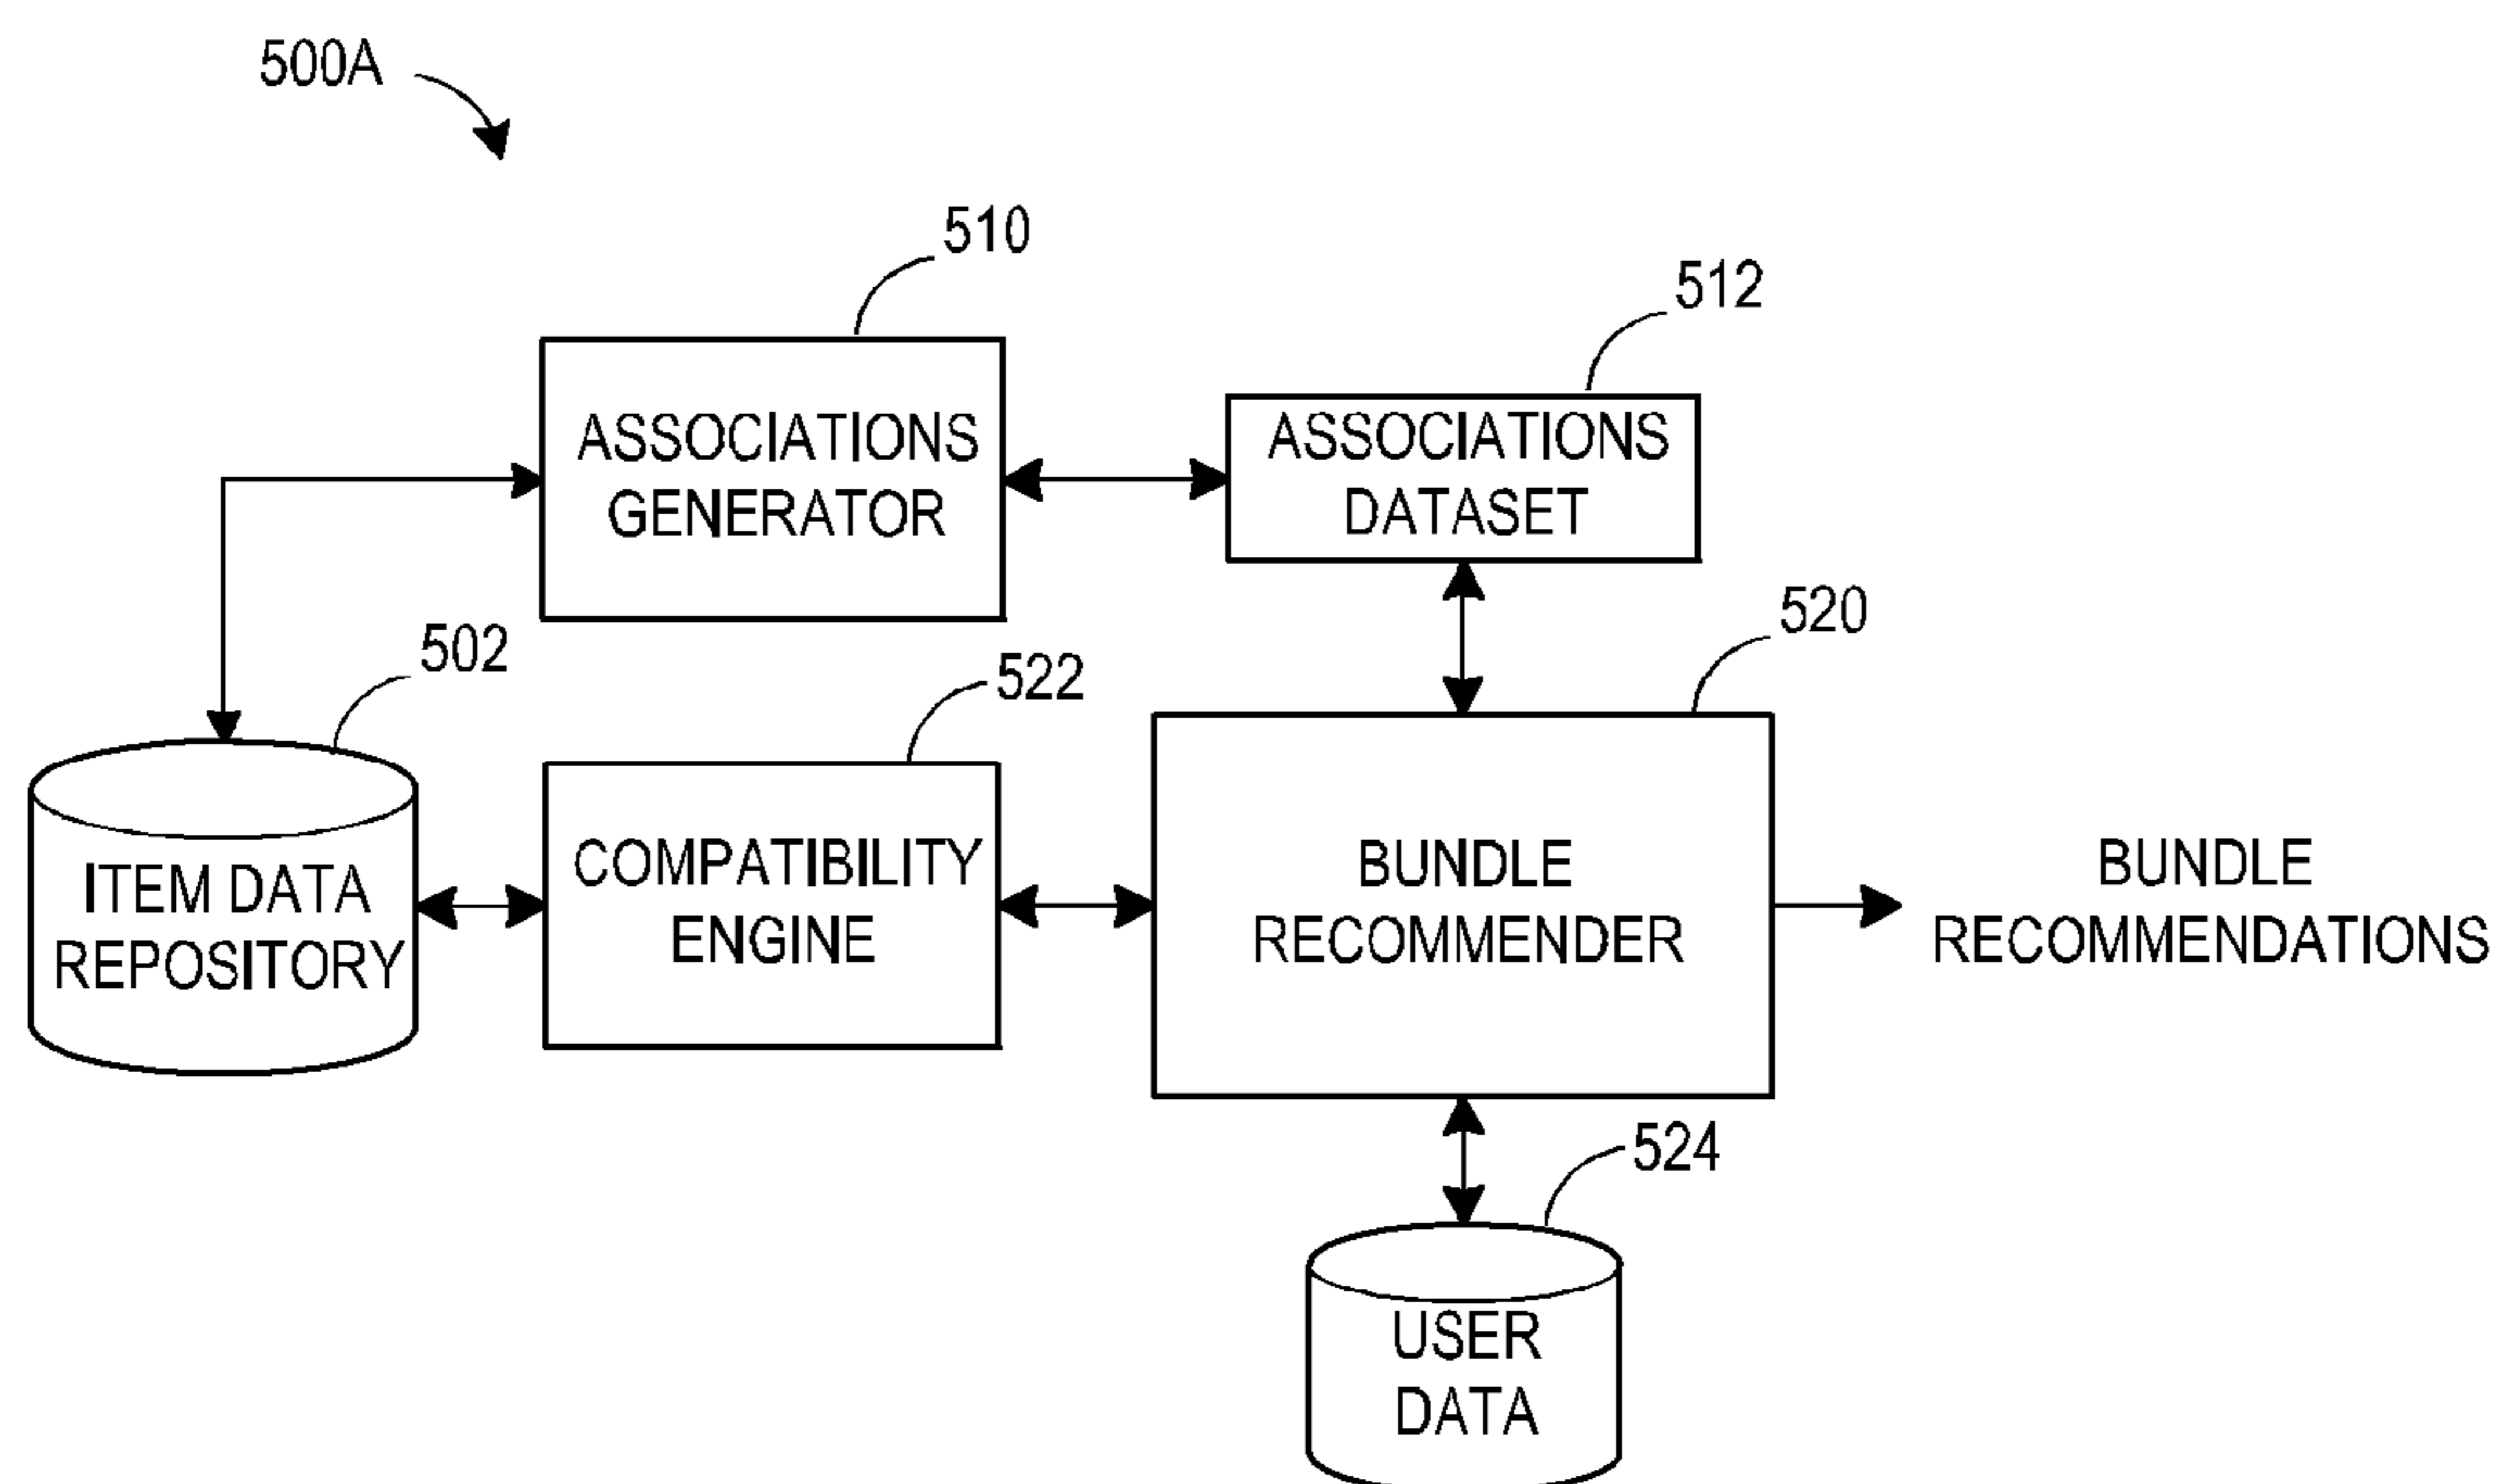 500A
510
512
ASSOCIATIONS
GENERATOR
ASSOCIATIONS
DATASET
502
522
520
ITEM DATA
REPOSITORY
COMPATIBILITY
ENGINE
BUNDLE
RECOMMENDER
BUNDLE
RECOMMENDATIONS
524
USER
DATA